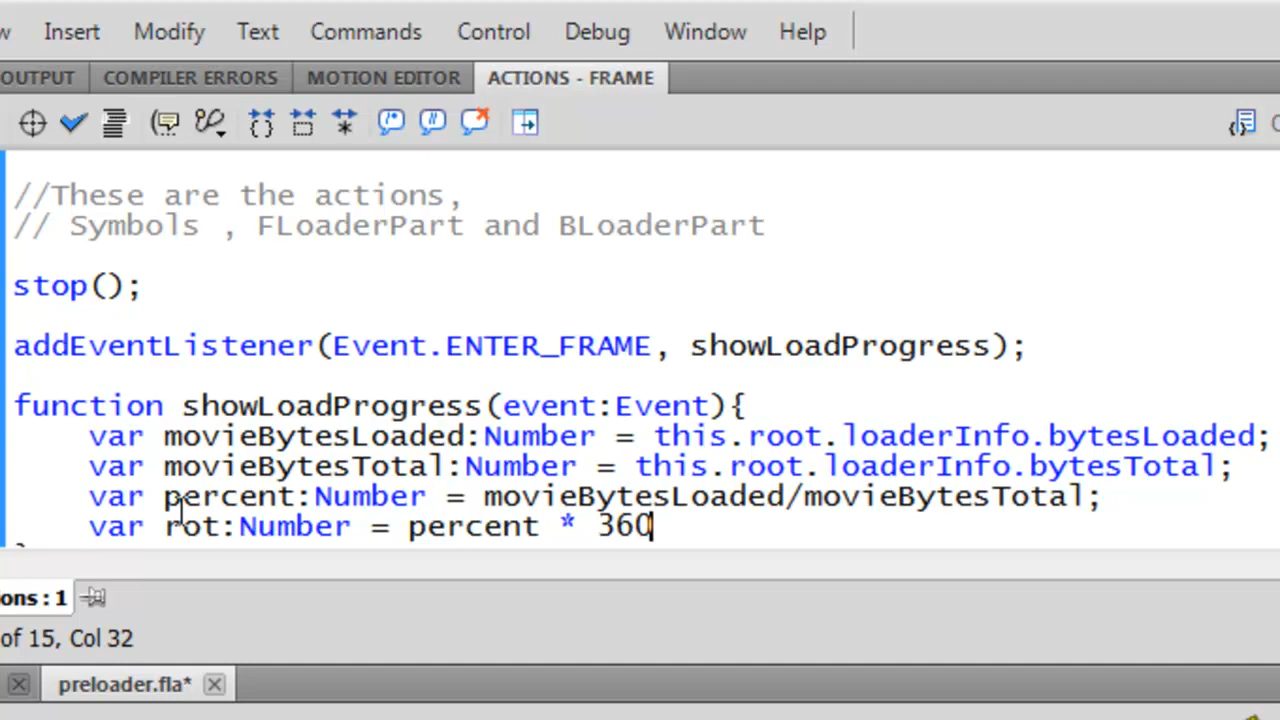 Insert Modify Text Commands Control Debug Window Help
OUTPUT COMPILER ERRORS MOTION EDITOR ACTIONS - FRAME
//These are the actions,
// Symbols , FLoaderPart and BLoaderPart
stop();
addEventListener(Event.ENTER_FRAME, showLoadProgress);
function showLoadProgress(event:Event){
var movieBytesLoaded:Number = this.root.loaderInfo.bytesLoaded;
var movieBytesTotal:Number = this.root.loaderInfo.bytesTotal;
var percent:Number = movieBytesLoaded/movieBytesTotal;
var rot:Number = percent * 360
ons : 1
of 15, Col 32
preloader.fla*